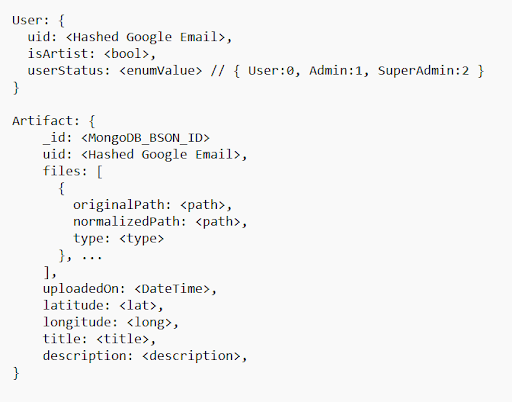 User: {
  uid: <Hashed Google Email>,
  isArtist: <bool>,
  userStatus: <enumValue> // { User:0, Admin:1, SuperAdmin:2 }
}

Artifact: {
    _id: <MongoDB_BSON_ID>
    uid: <Hashed Google Email>,
    files: [
      {
        originalPath: <path>,
        normalizedPath: <path>,
        type: <type>
      }, ...
    ],
    uploadedOn: <DateTime>,
    latitude: <lat>,
    longitude: <long>,
    title: <title>,
    description: <description>,
}